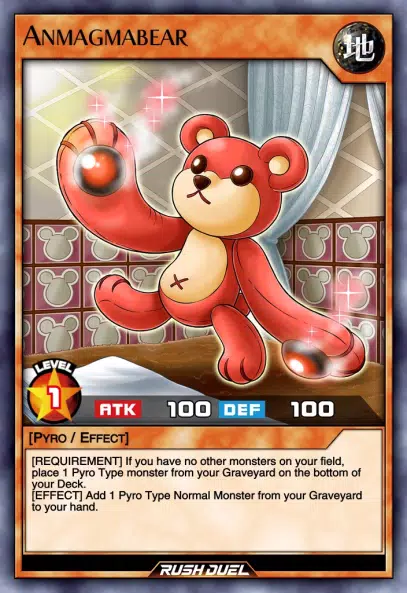 ANMAGMABEAR
地
LEVEL
1
ATK 100 DEF 100
[PYRO / EFFECT]
[REQUIREMENT] If you have no other monsters on your field,
place 1 Pyro Type monster from your Graveyard on the bottom of
your Deck.
[EFFECT] Add 1 Pyro Type Normal Monster from your Graveyard
to your hand.
RUSH DUEL